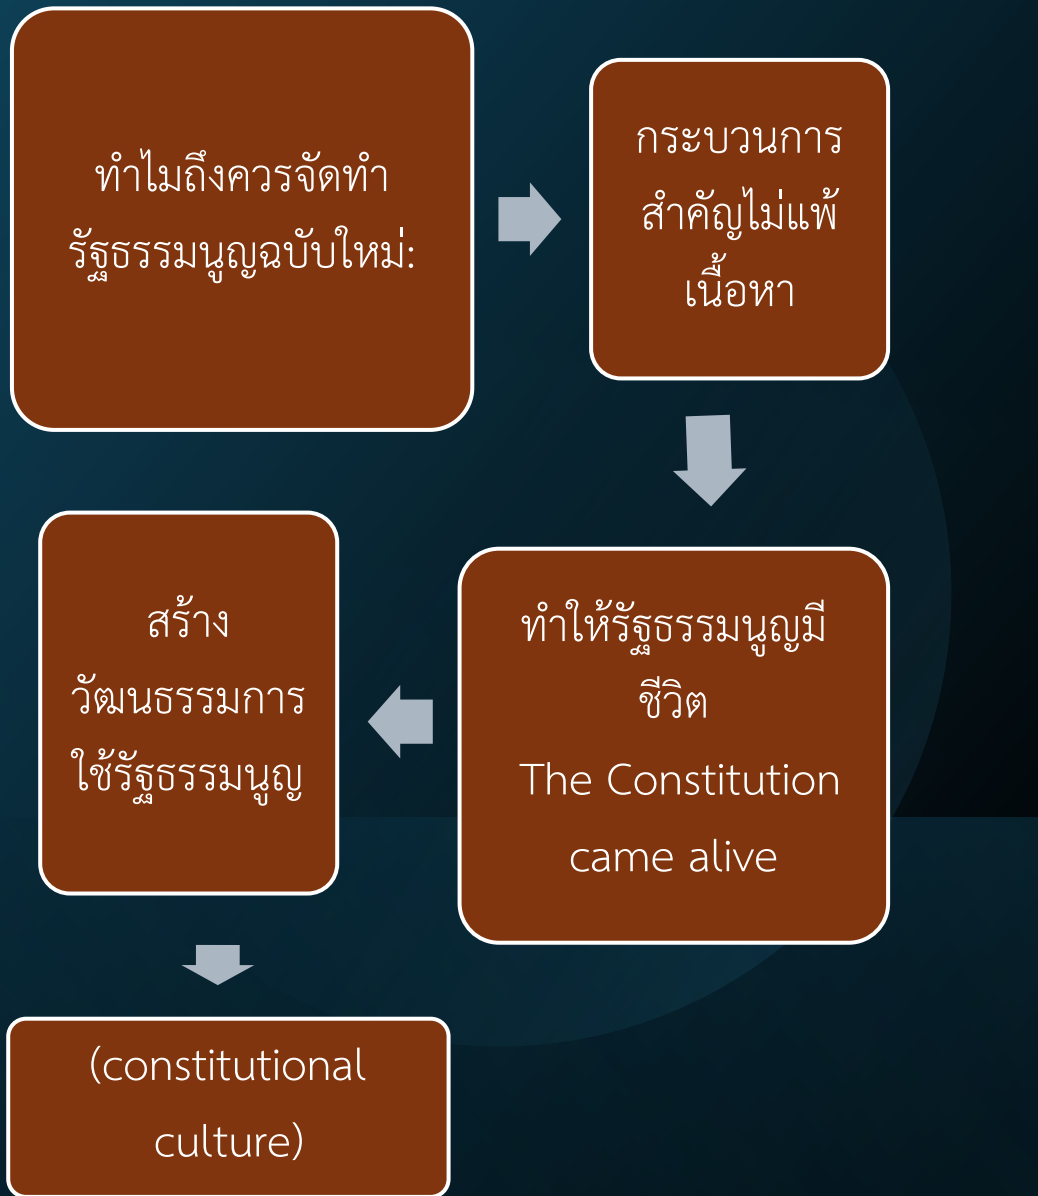 ทำไมถึงควรจัดทำ
รัฐธรรมนูญฉบับใหม่:
กระบวนการ
สำคัญไม่แพ้
เนื้อหา
ทำให้รัฐธรรมนูญมี
ชีวิต
The Constitution
came alive
สร้าง
วัฒนธรรมการ
ใช้รัฐธรรมนูญ
(constitutional
culture)